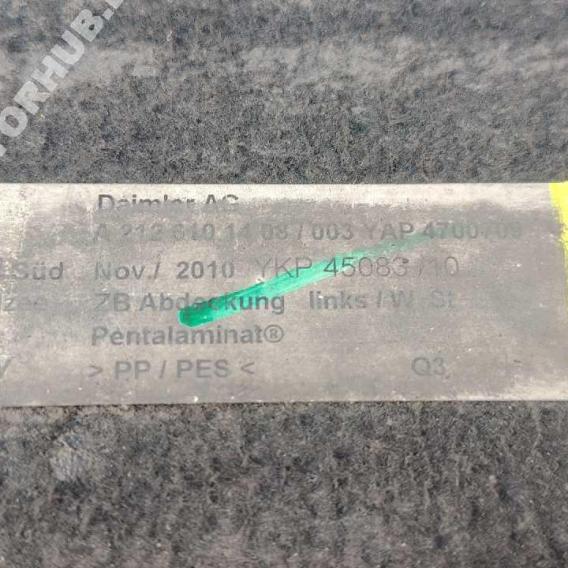 TORHUB.
Daimler AG
A 212 610 14 08 / 003 YAP 4700709
Süd Nov./ 2010 YKP 45083/10
ZB Abdeckung links / W. St
Pentalaminat®
> PP / PES < Q3